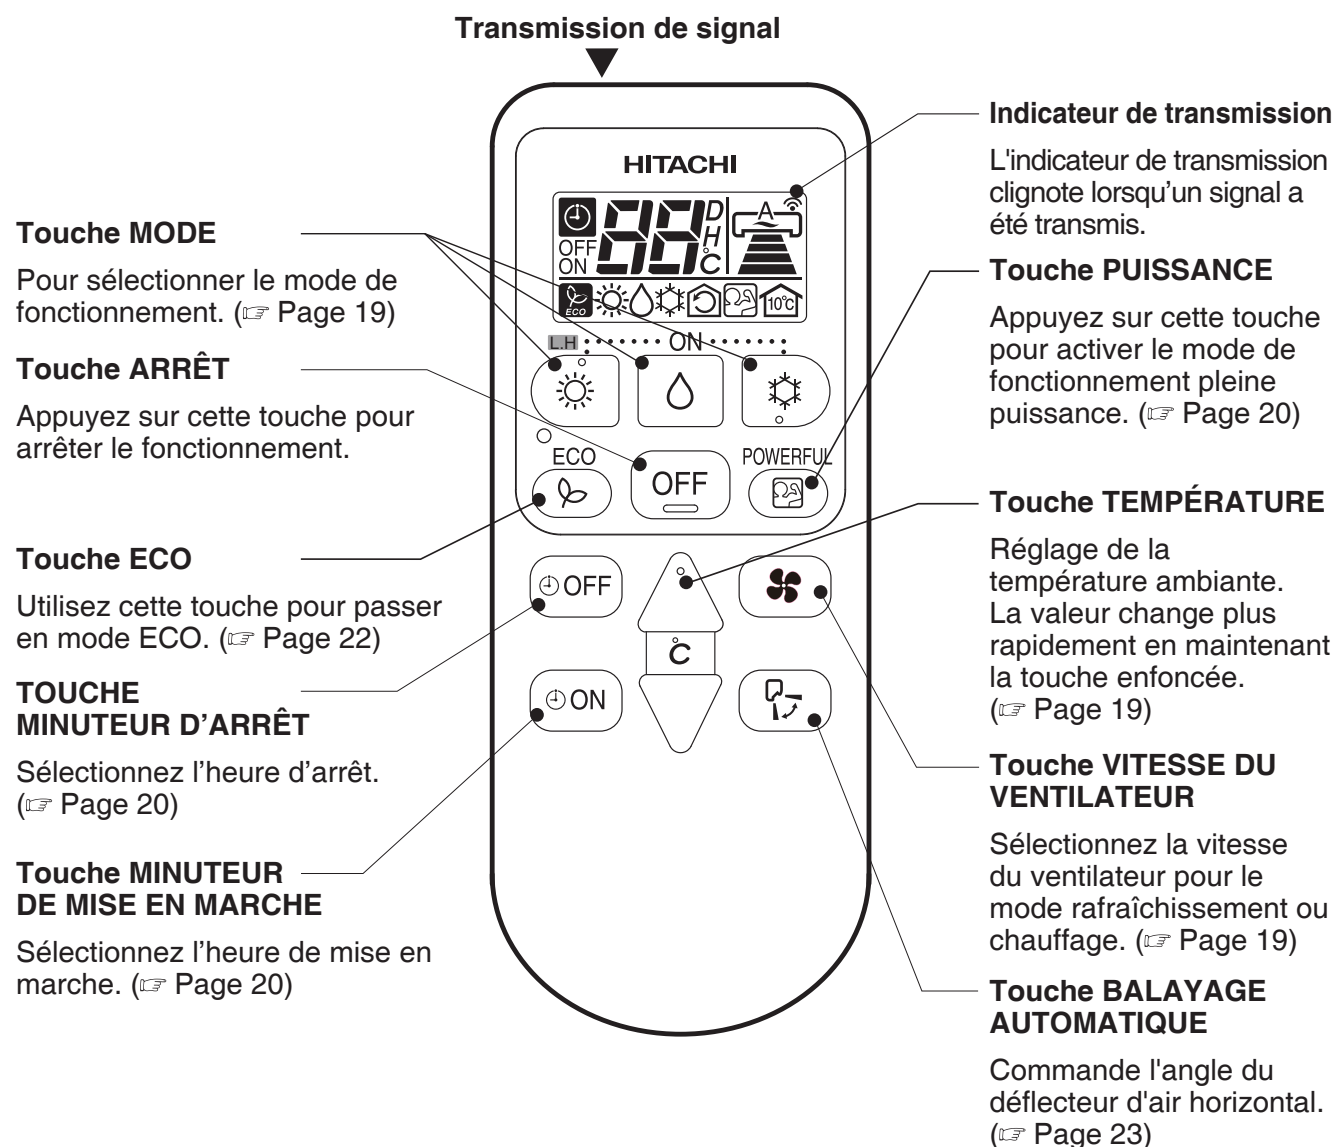 Transmission de signal
Touche MODE
Pour sélectionner le mode de
fonctionnement. (☞ Page 19)
Touche ARRÊT
Appuyez sur cette touche pour
arrêter le fonctionnement.
Touche ECO
Utilisez cette touche pour passer
en mode ECO. (☞ Page 22)
TOUCHE
MINUTEUR D’ARRÊT
Sélectionnez l’heure d’arrêt.
(☞ Page 20)
Touche MINUTEUR
DE MISE EN MARCHE
Sélectionnez l’heure de mise en
marche. (☞ Page 20)
HITACHI
A
88
D
H
°C
OFF
ON
ECO
10°C
L.H
ON
ECO
OFF
POWERFUL
OFF
°C
ON
Indicateur de transmission
L'indicateur de transmission
clignote lorsqu’un signal a
été transmis.
Touche PUISSANCE
Appuyez sur cette touche
pour activer le mode de
fonctionnement pleine
puissance. (☞ Page 20)
Touche TEMPÉRATURE
Réglage de la
température ambiante.
La valeur change plus
rapidement en maintenant
la touche enfoncée.
(☞ Page 19)
Touche VITESSE DU
VENTILATEUR
Sélectionnez la vitesse
du ventilateur pour le
mode rafraîchissement ou
chauffage. (☞ Page 19)
Touche BALAYAGE
AUTOMATIQUE
Commande l'angle du
déflecteur d'air horizontal.
(☞ Page 23)